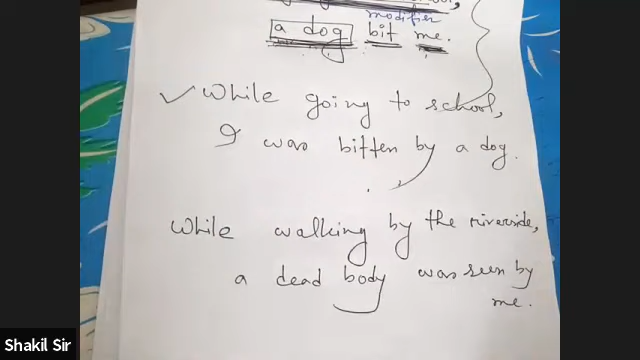 modifier
a dog bit me.
While going to school,
I was bitten by a dog.
While walking by the riverside,
a dead body was seen by
me.
Shakil Sir